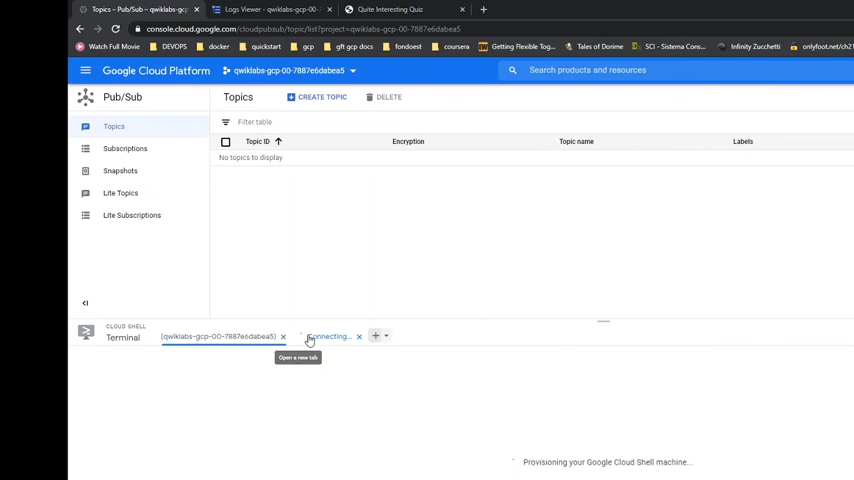 Topics – Pub/Sub – qwiklabs-gcp
Logs Viewer - qwiklabs-gcp-00-7
Quite Interesting Quiz
console.cloud.google.com/cloudpubsub/topic/list?project=qwiklabs-gcp-00-7887e6dabea5
Watch Full Movie
DEVOPS
docker
quickstart
gcp
gft gcp docs
fondoest
coursera
Getting Flexible Tog...
Tales of Dorime
SCI - Sistema Cons...
Infinity Zucchetti
onlyfoot.net/ch21
Google Cloud Platform
qwiklabs-gcp-00-7887e6dabea5
Search products and resources
Pub/Sub
Topics
CREATE TOPIC
DELETE
Topics
Filter table
Topic ID
Encryption
Topic name
Labels
Subscriptions
No topics to display
Snapshots
Lite Topics
Lite Subscriptions
CLOUD SHELL
Terminal
(qwiklabs-gcp-00-7887e6dabea5)
Connecting...
Open a new tab
Provisioning your Google Cloud Shell machine...